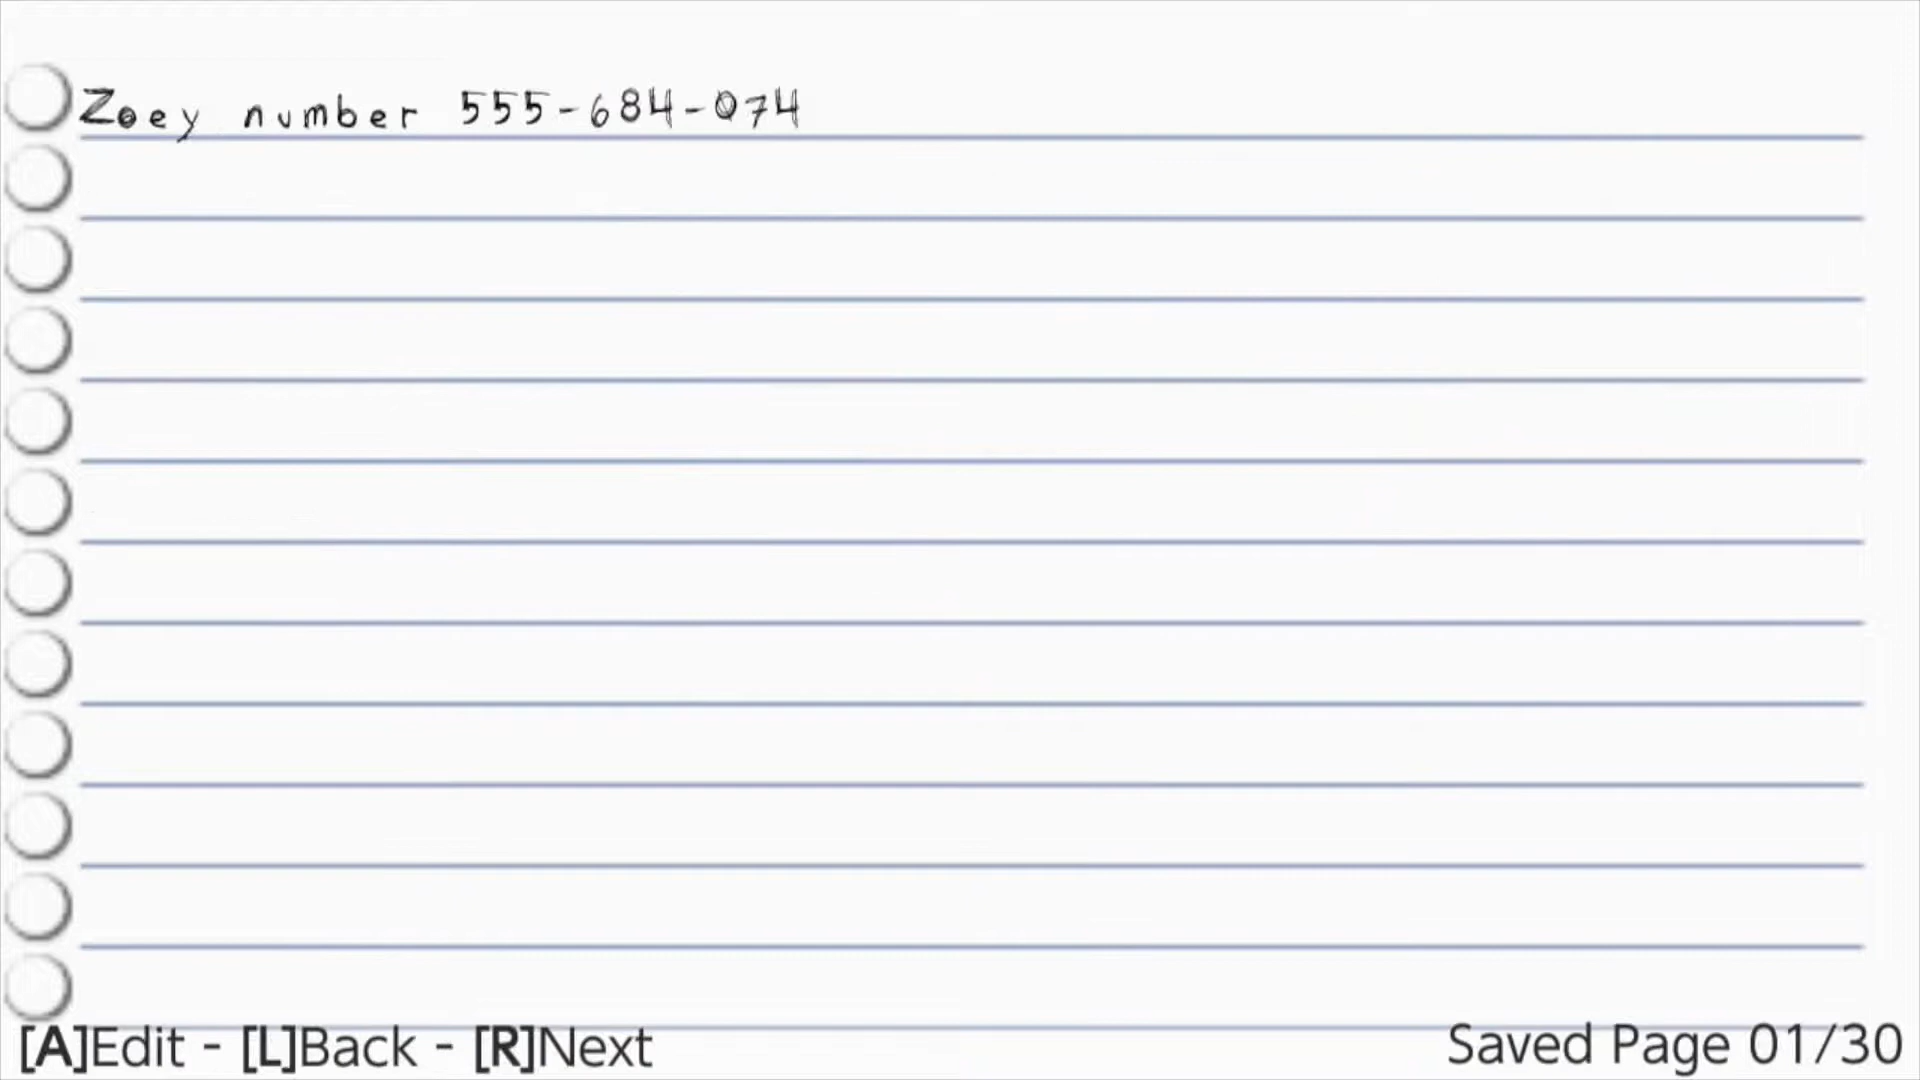 Zoey number 555-684-074
[A]Edit - [L]Back - [R]Next
Saved Page 01/30